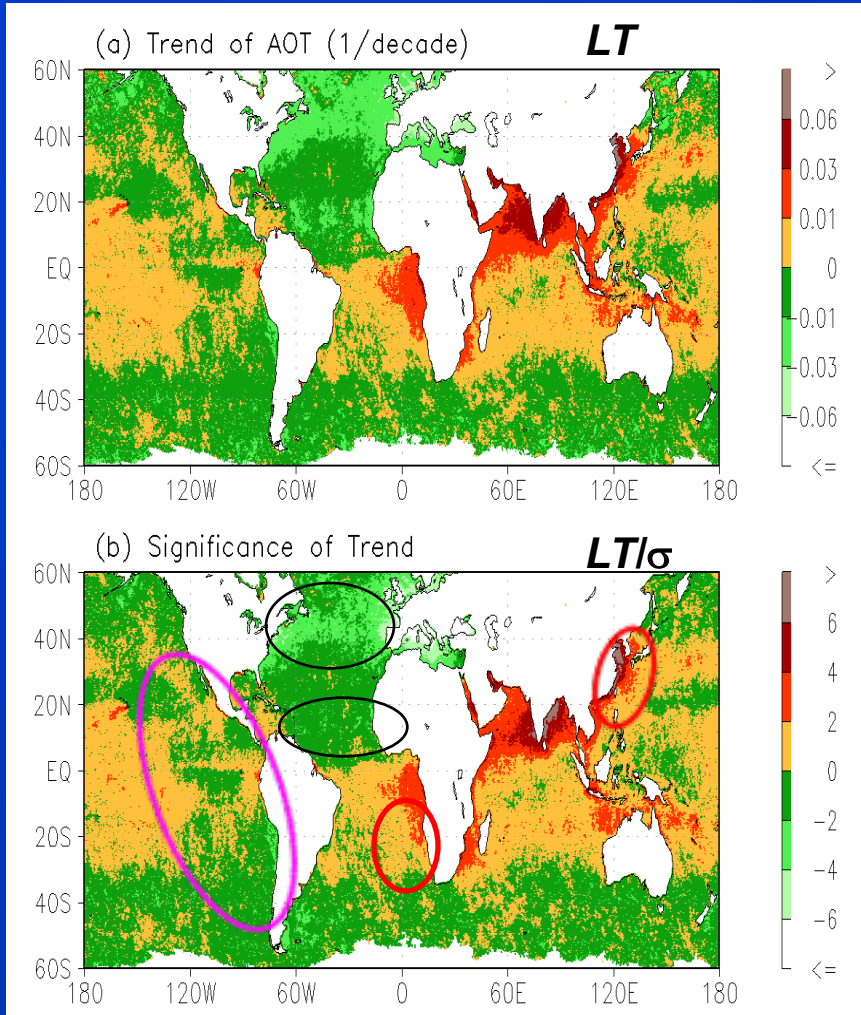 (a) Trend of AOT (1/decade) LT
60N
40N
20N
EQ
20S
40S
60S
180 120W 60W 0 60E 120E 180
>
0.06
0.03
0.01
0
-0.01
-0.03
-0.06
<=
(b) Significance of Trend LT/σ
60N
40N
20N
EQ
20S
40S
60S
180 120W 60W 0 60E 120E 180
>
6
4
2
0
-2
-4
-6
<=